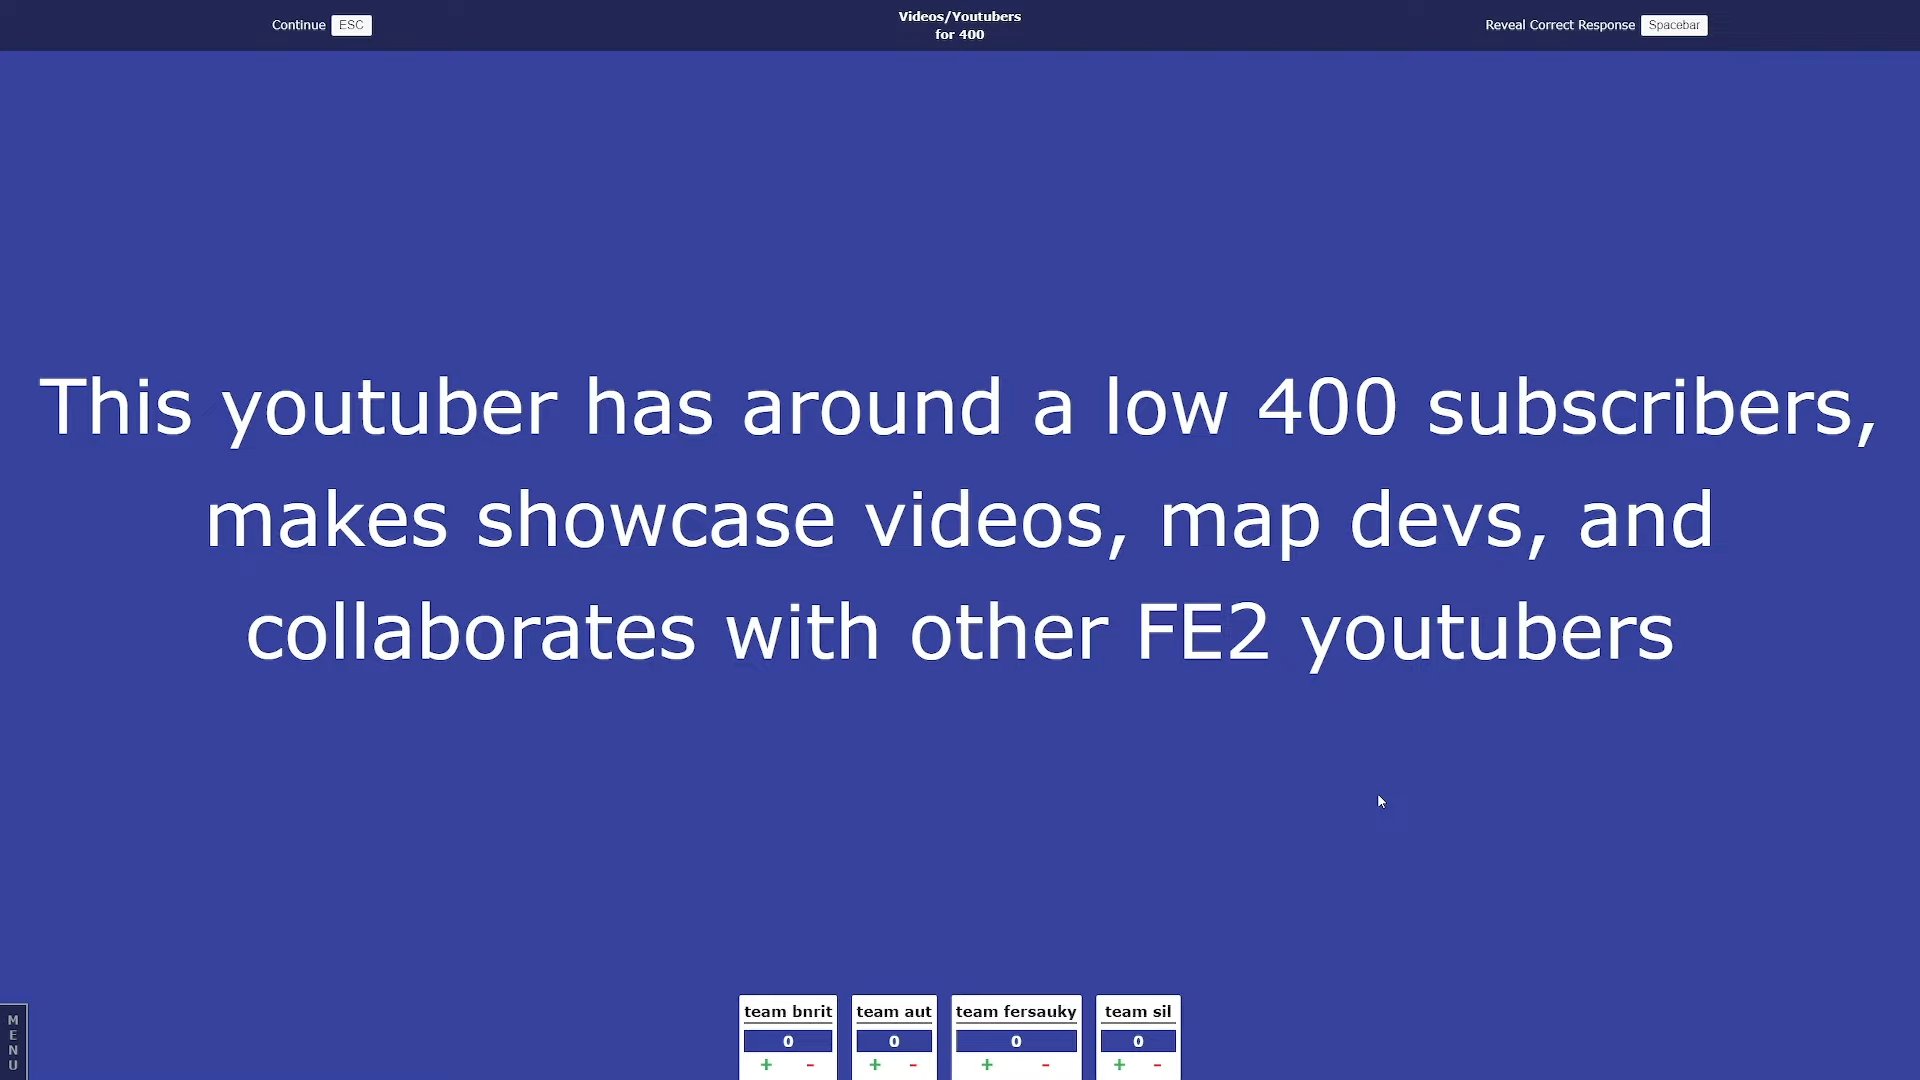 Continue ESC
Videos/Youtubers
for 400
Reveal Correct Response Spacebar
This youtuber has around a low 400 subscribers,
makes showcase videos, map devs, and
collaborates with other FE2 youtubers
MENU
team bnrit
0
+ -
team aut
0
+ -
team fersauky
0
+ -
team sil
0
+ -